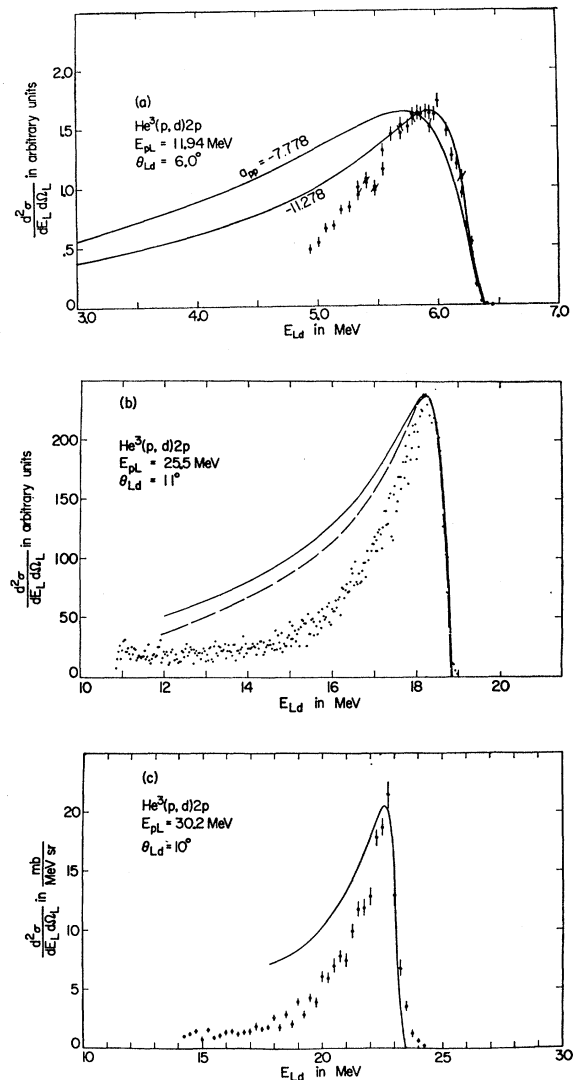 (a)
He³(p, d)2p
E_pL = 11.94 MeV
θ_Ld = 6.0°
a_pp = -7.778
-11.278
d²σ / dE_L dΩ_L in arbitrary units
2.0
1.5
1.0
.5
0
3.0 4.0 5.0 6.0 7.0
E_Ld in MeV
(b)
He³(p, d)2p
E_pL = 25.5 MeV
θ_Ld = 11°
d²σ / dE_L dΩ_L in arbitrary units
200
150
100
50
0
10 12 14 16 18 20
E_Ld in MeV
(c)
He³(p, d)2p
E_pL = 30.2 MeV
θ_Ld = 10°
d²σ / dE_L dΩ_L in mb / MeV sr
20
15
10
5
0
10 15 20 25 30
E_Ld in MeV